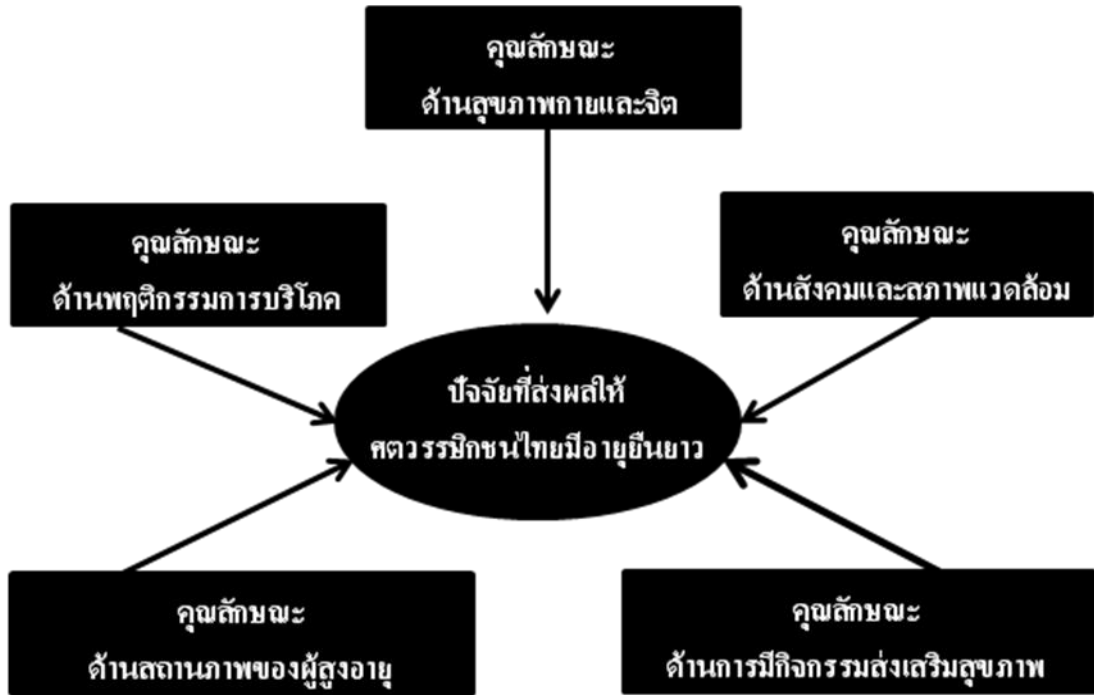 คุณลักษณะ
ด้านสุขภาพกายและจิต
คุณลักษณะ
ด้านพฤติกรรมการบริโภค
คุณลักษณะ
ด้านสังคมและสภาพแวดล้อม
ปัจจัยที่ส่งผลให้
ศตวรรษิกชนไทยมีอายุยืนยาว
คุณลักษณะ
ด้านสถานภาพของผู้สูงอายุ
คุณลักษณะ
ด้านการมีกิจกรรมส่งเสริมสุขภาพ